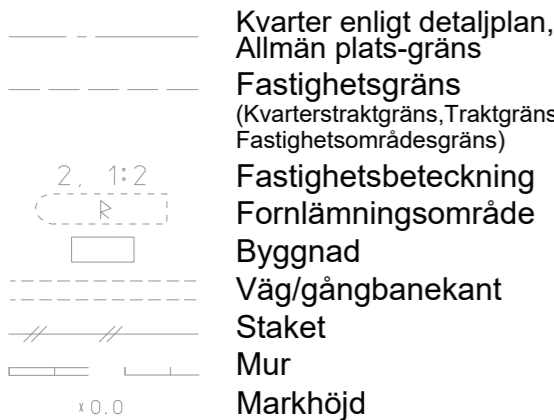 Kvarter enligt detaljplan,
Allmän plats-gräns
Fastighetsgräns
(Kvarterstraktgräns,Traktgräns
Fastighetsområdesgräns)
2, 1:2 Fastighetsbeteckning
R Fornlämningsområde
Byggnad
Väg/gångbanekant
Staket
Mur
x0.0 Markhöjd